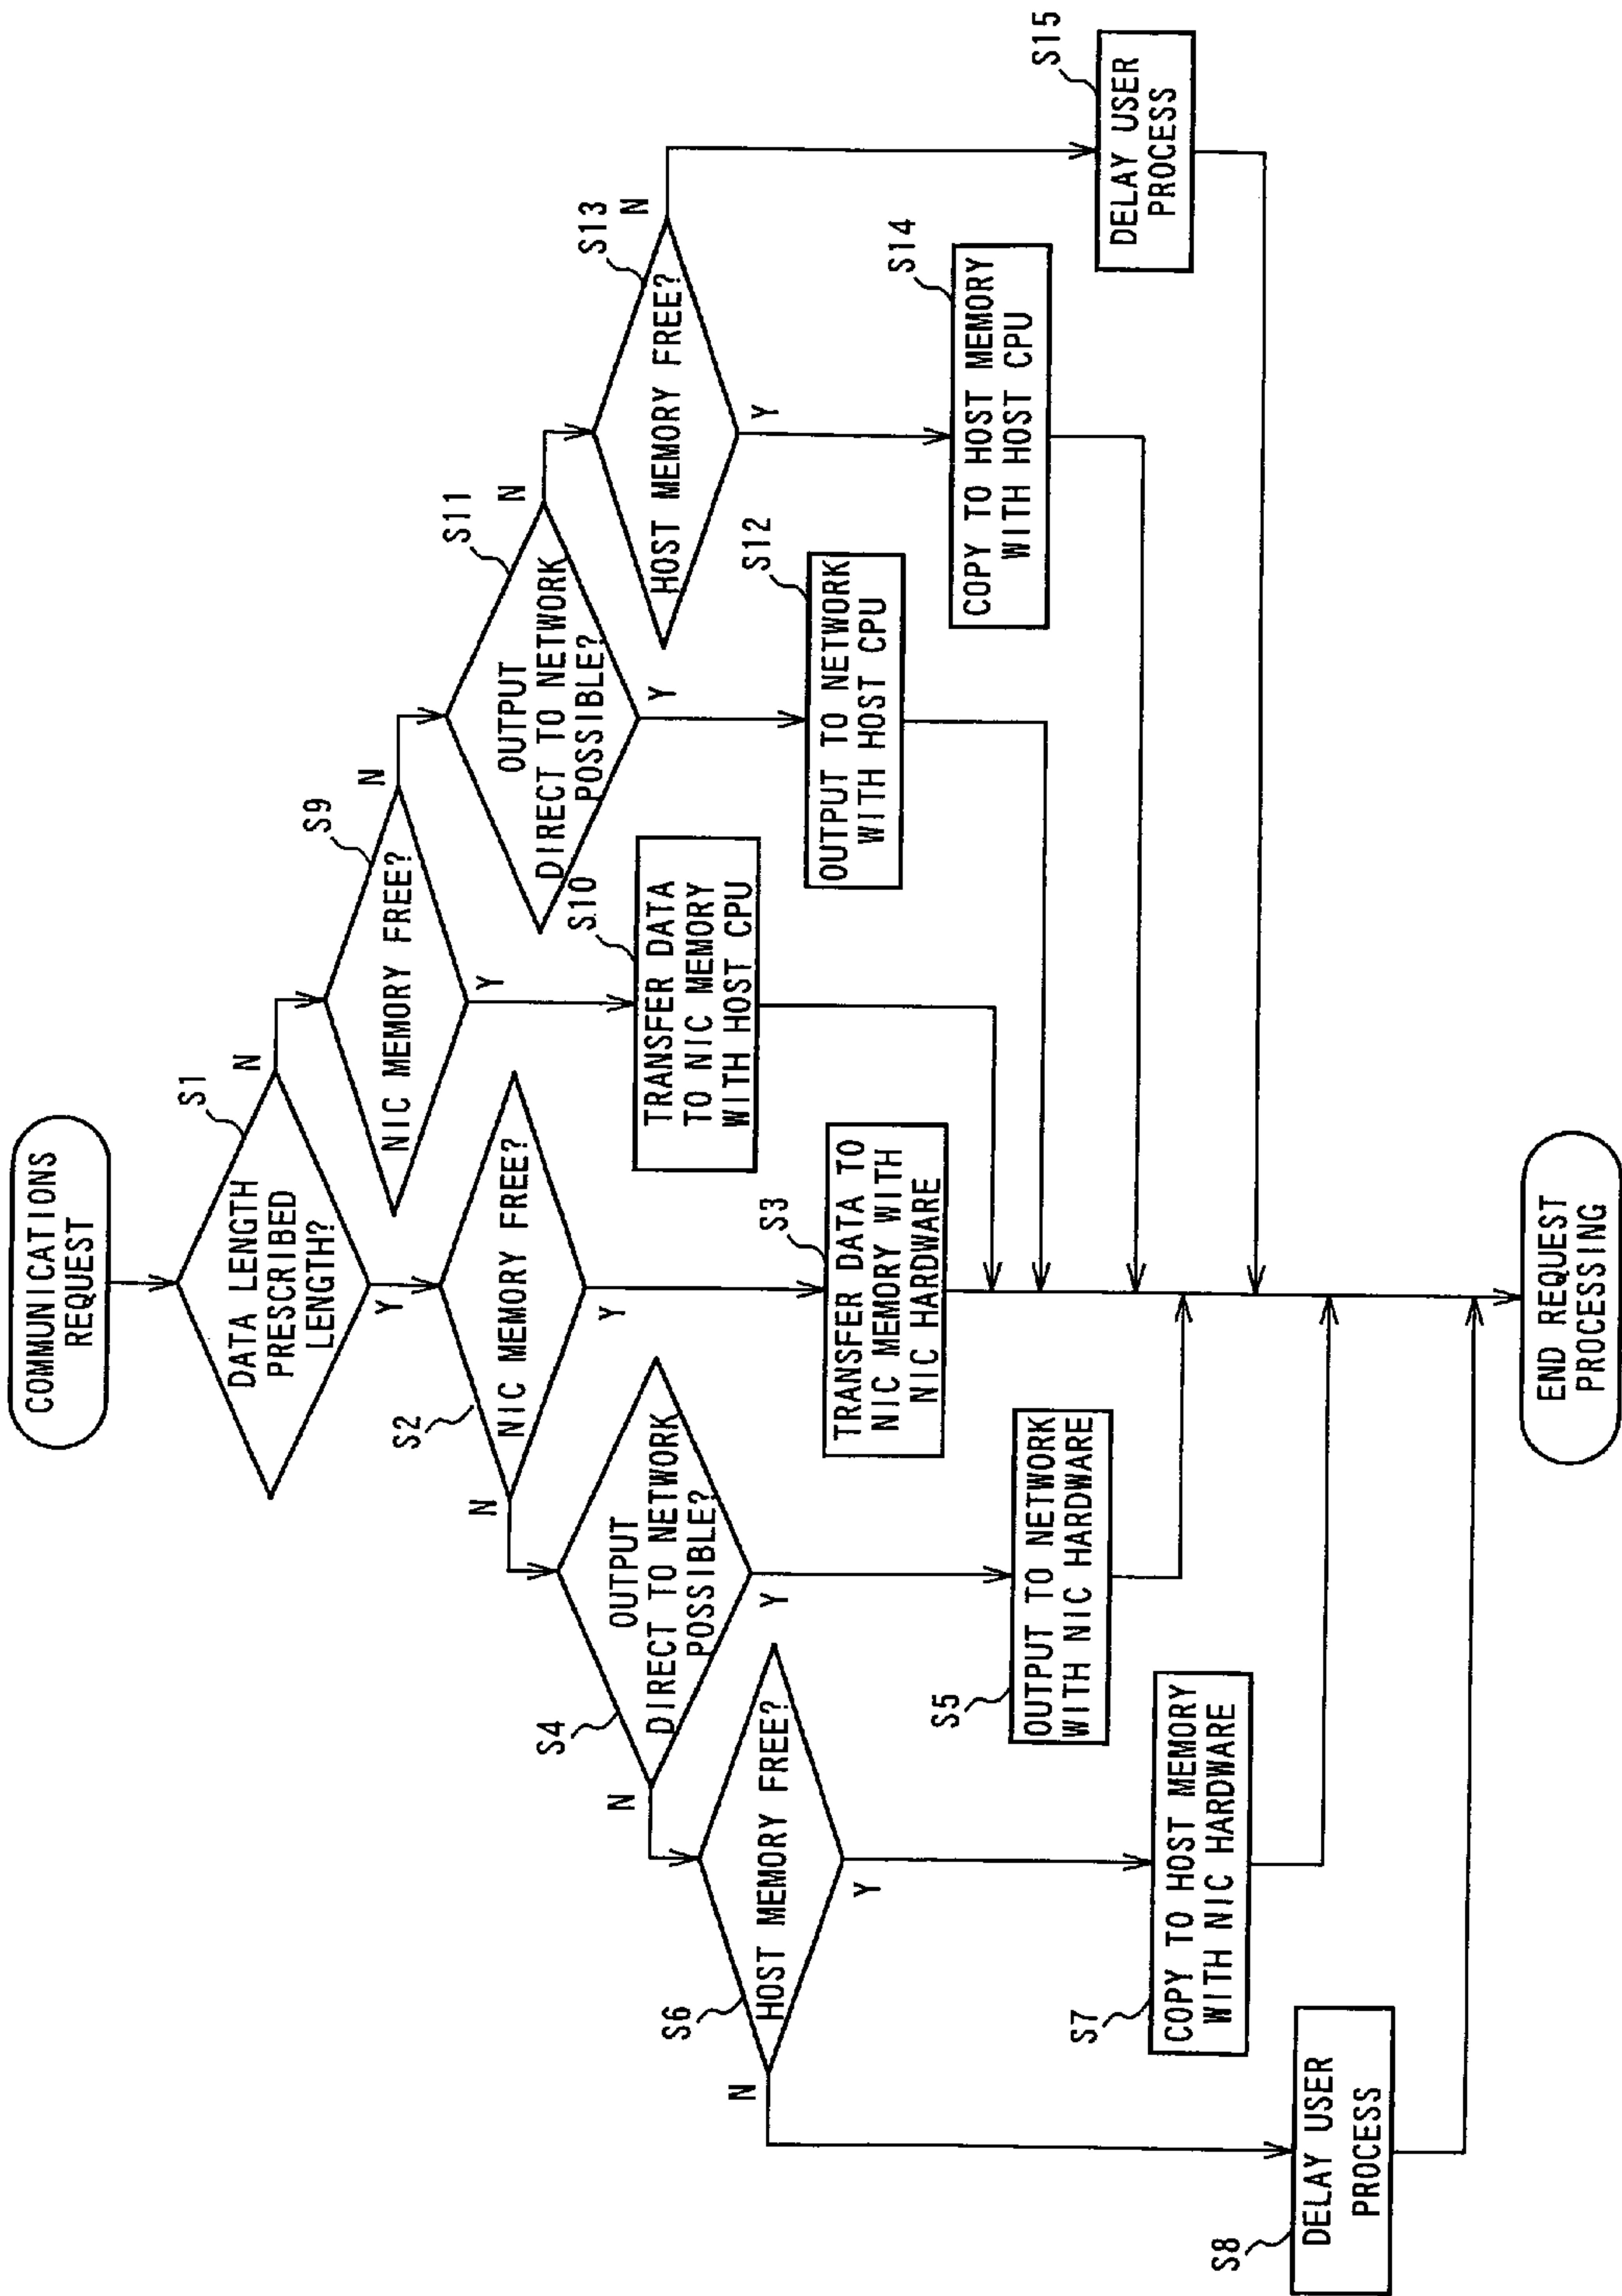 COMMUNICATIONS
REQUEST
S1
DATA LENGTH
PRESCRIBED
LENGTH?
N
Y
S2
NIC MEMORY FREE?
N
Y
S9
NIC MEMORY FREE?
N
Y
S4
OUTPUT
DIRECT TO NETWORK
POSSIBLE?
N
Y
S11
OUTPUT
DIRECT TO NETWORK
POSSIBLE?
N
Y
S6
HOST MEMORY FREE?
N
Y
S13
HOST MEMORY FREE?
N
Y
S10
TRANSFER DATA
TO NIC MEMORY
WITH HOST CPU
S3
TRANSFER DATA TO
NIC MEMORY WITH
NIC HARDWARE
S12
OUTPUT TO NETWORK
WITH HOST CPU
S14
COPY TO HOST MEMORY
WITH HOST CPU
S5
OUTPUT TO NETWORK
WITH NIC HARDWARE
S15
DELAY USER
PROCESS
S7
COPY TO HOST MEMORY
WITH NIC HARDWARE
S8
DELAY USER
PROCESS
END REQUEST
PROCESSING